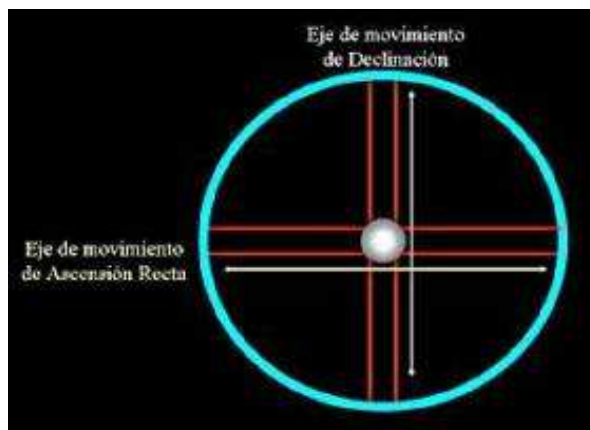 Eje de movimiento
de Declinación
Eje de movimiento
de Ascensión Recta